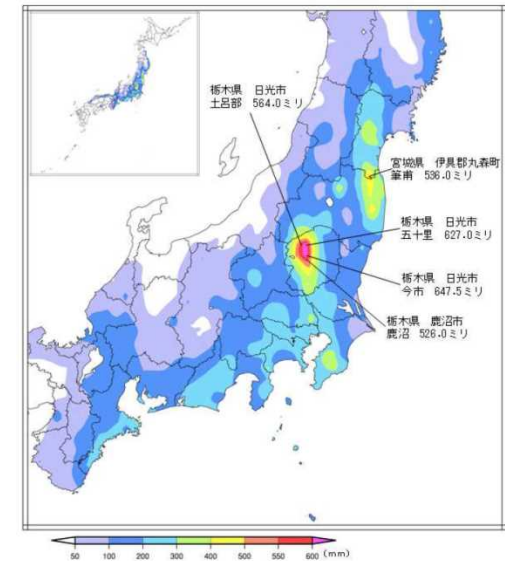 栃木県　日光市
土呂部　564.0ミリ
宮城県　伊具郡丸森町
筆甫　536.0ミリ
栃木県　日光市
五十里　627.0ミリ
栃木県　日光市
今市　647.5ミリ
栃木県　鹿沼市
鹿沼　526.0ミリ
50 100 200 300 400 500 550 600 (mm)